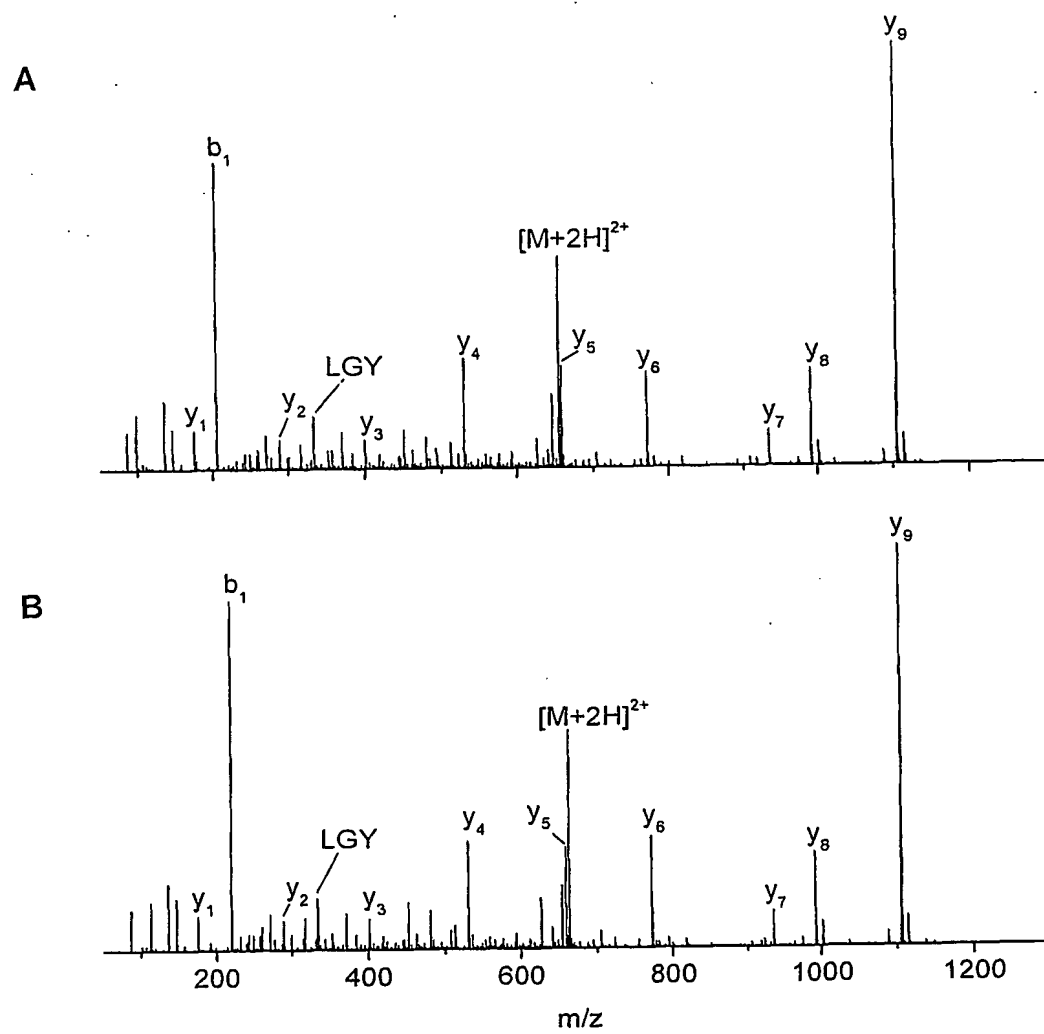 A
y₉
b₁
[M+2H]²⁺
y₄
y₅
y₆
y₈
LGY
y₂
y₁
y₃
y₇
B
y₉
b₁
[M+2H]²⁺
y₅
y₄
y₆
y₈
LGY
y₂
y₁
y₃
y₇
200 400 600 800 1000 1200
m/z